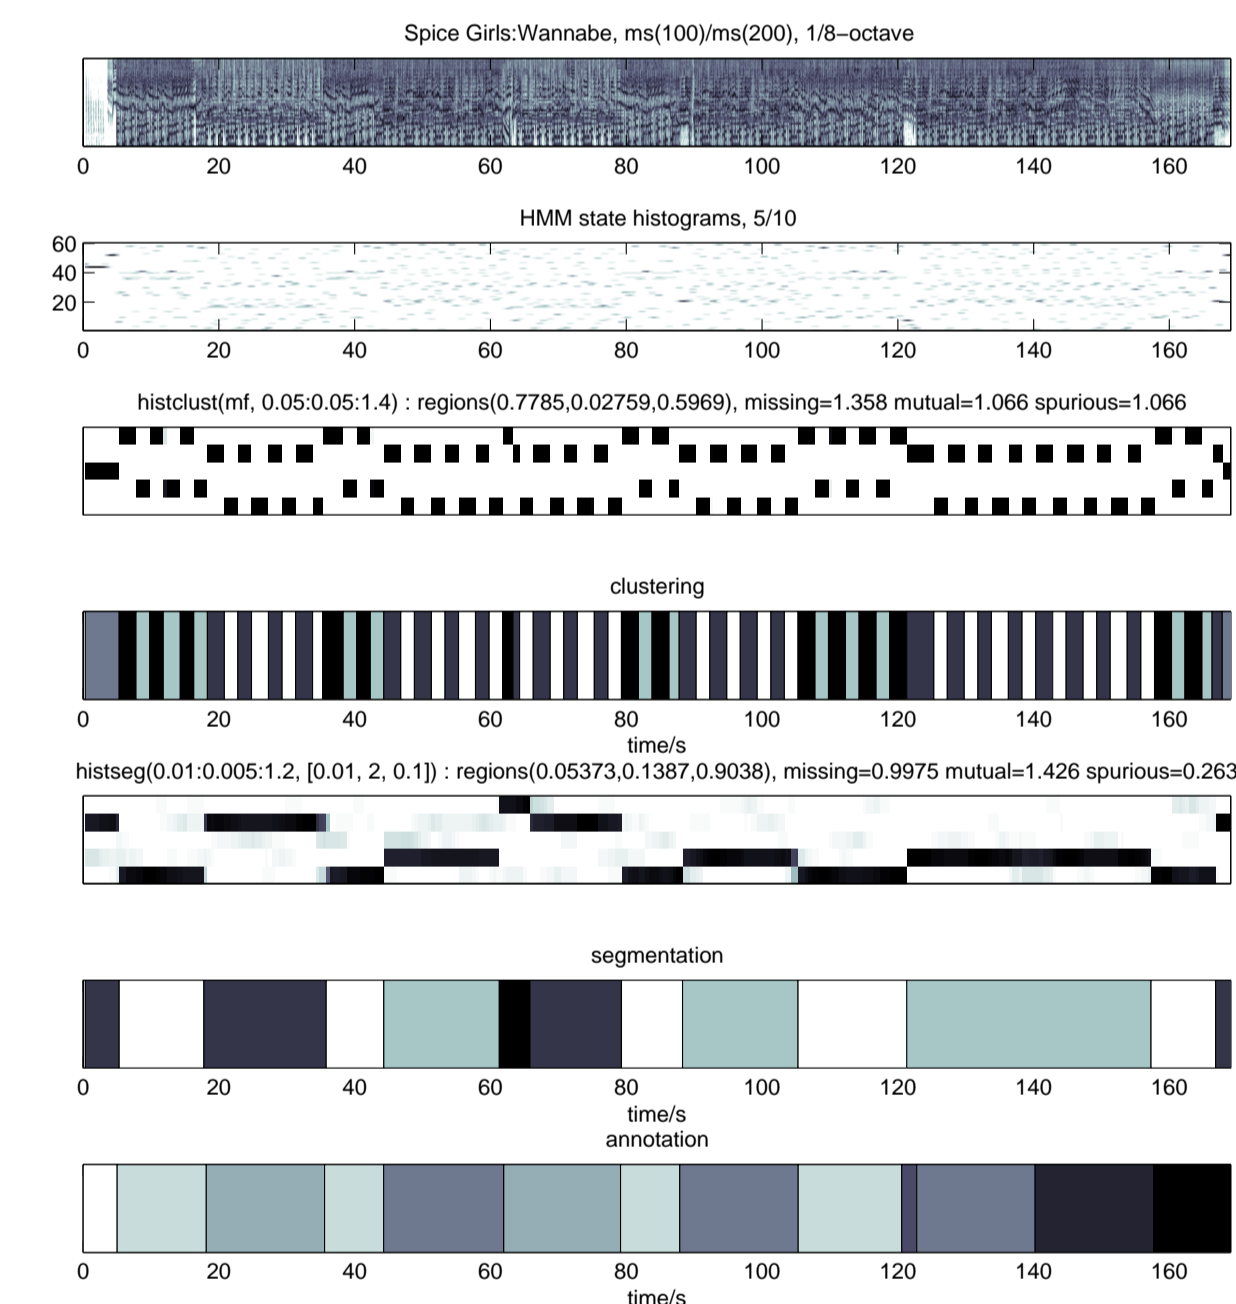 Spice Girls:Wannabe, ms(100)/ms(200), 1/8−octave
0 20 40 60 80 100 120 140 160
HMM state histograms, 5/10
60
40
20
0 20 40 60 80 100 120 140 160
histclust(mf, 0.05:0.05:1.4) : regions(0.7785,0.02759,0.5969), missing=1.358 mutual=1.066 spurious=1.066
clustering
0 20 40 60 80 100 120 140 160
time/s
histseg(0.01:0.005:1.2, [0.01, 2, 0.1]) : regions(0.05373,0.1387,0.9038), missing=0.9975 mutual=1.426 spurious=0.263
segmentation
0 20 40 60 80 100 120 140 160
time/s
annotation
0 20 40 60 80 100 120 140 160
time/s